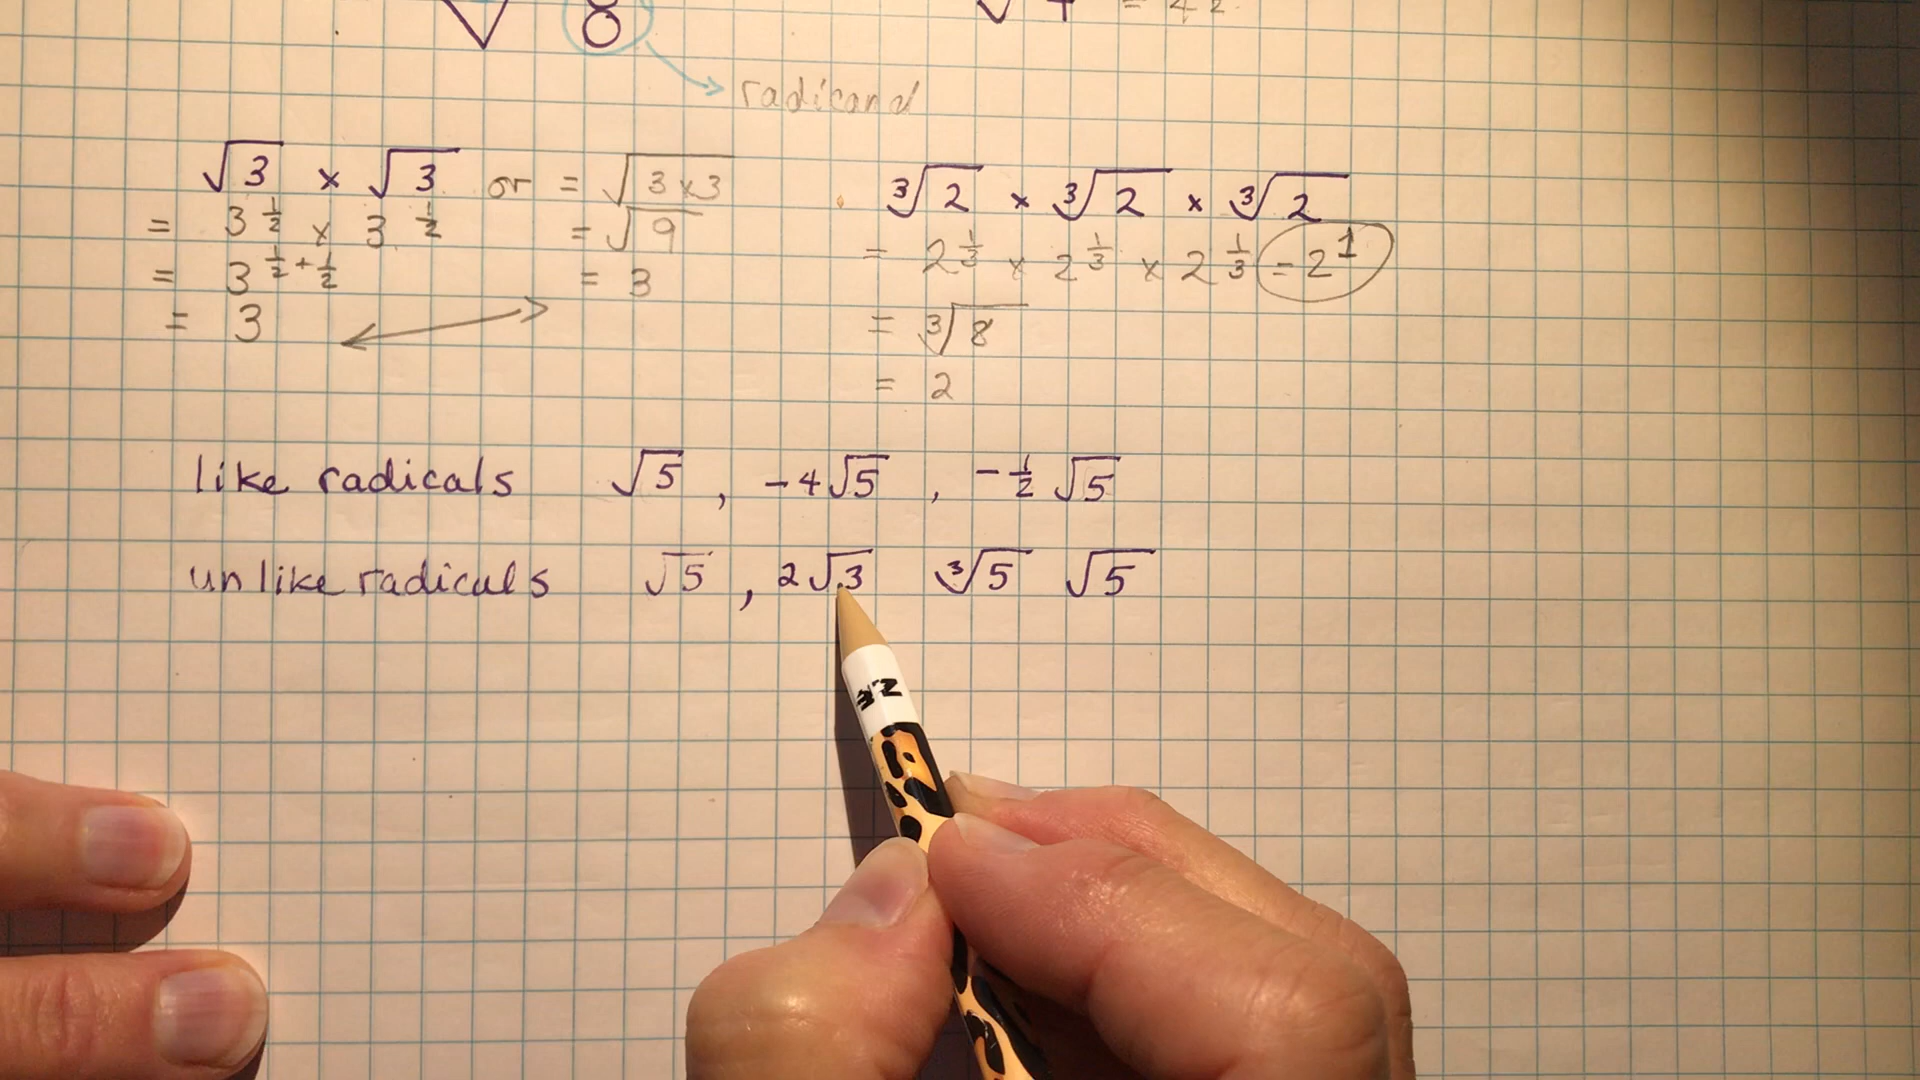 8
radicand
√3 × √3 or = √(3×3)
= 3^(1/2) × 3^(1/2) = √9
= 3^(1/2 + 1/2) = 3
= 3
∛2 × ∛2 × ∛2
= 2^(1/3) × 2^(1/3) × 2^(1/3) = 2^1
= ∛8
= 2
like radicals √5 , -4√5 , -1/2 √5
unlike radicals √5 , 2√3 ∛5 √5